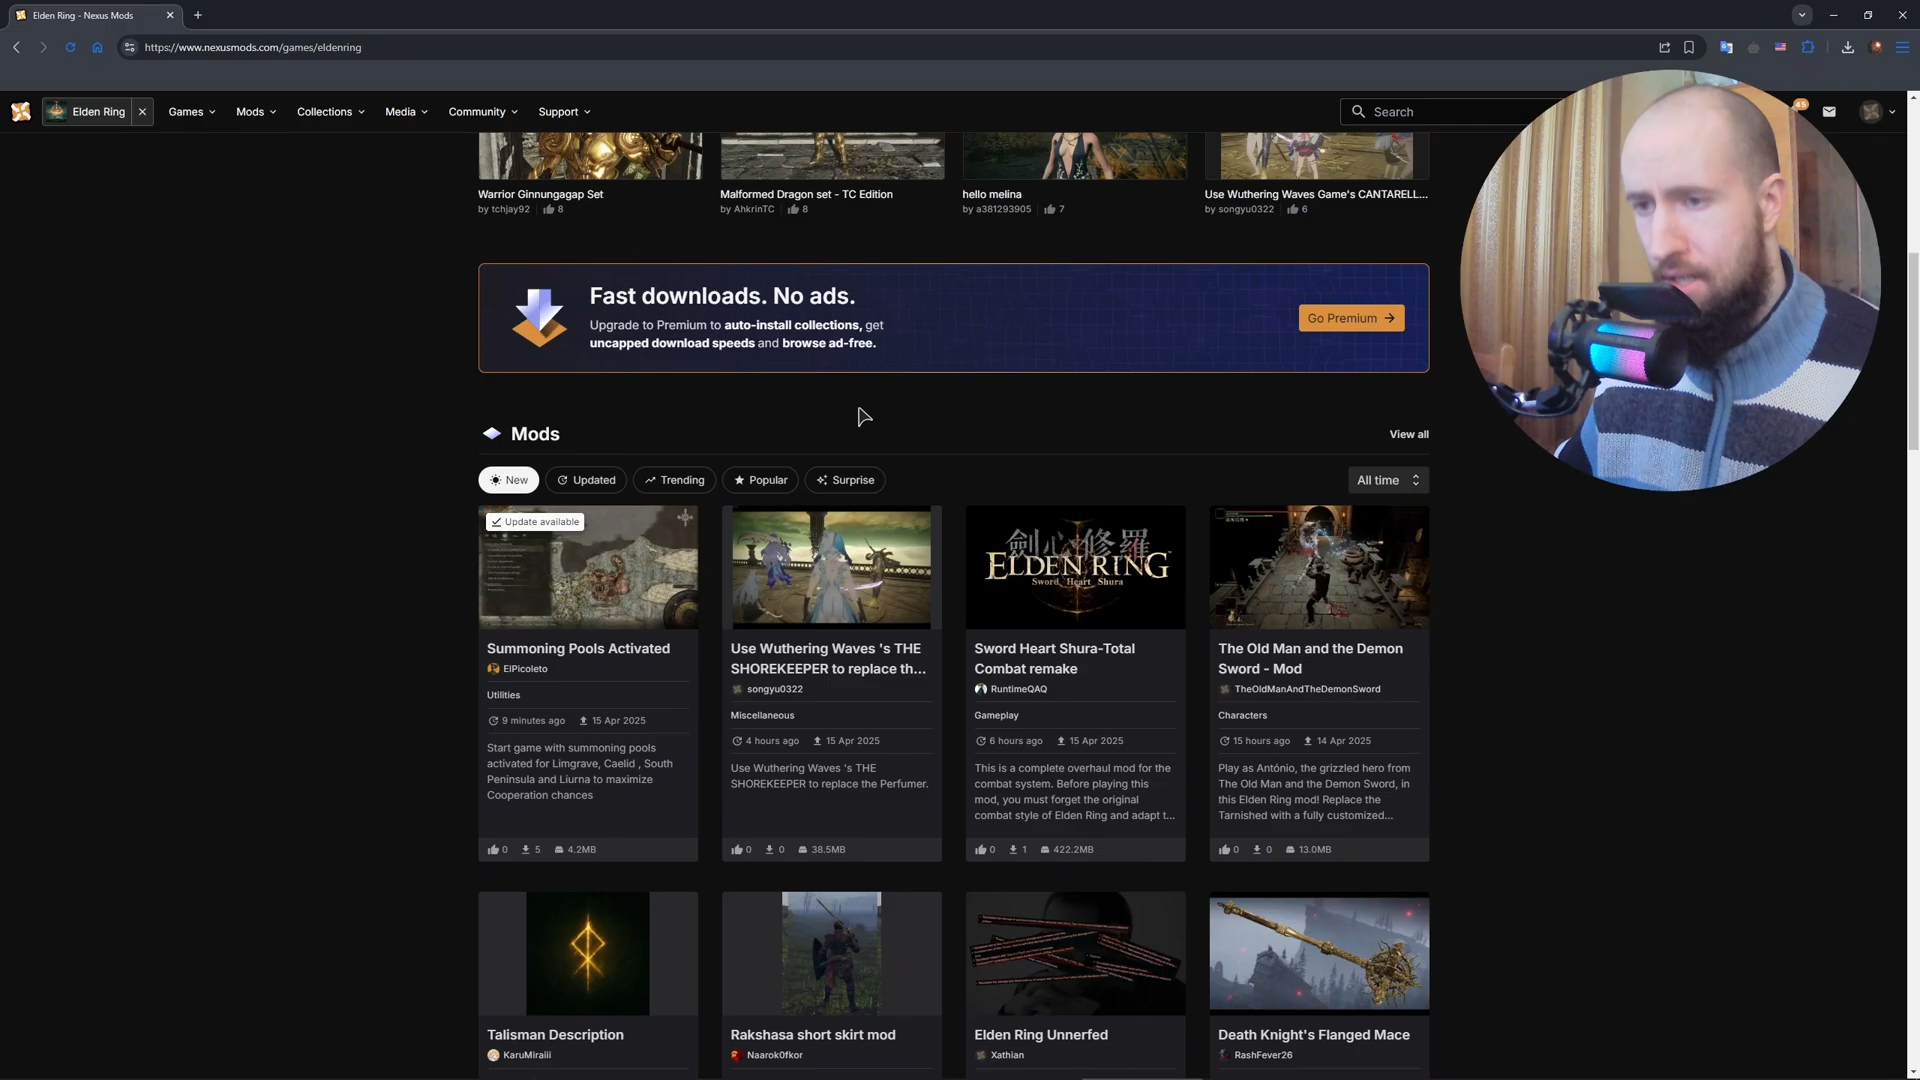 Elden Ring - Nexus Mods
https://www.nexusmods.com/games/eldenring
Elden Ring
Games
Mods
Collections
Media
Community
Support
Search
45
Warrior Ginnungagap Set
by tchjay92
8
Malformed Dragon set - TC Edition
by AhkrinTC
8
hello melina
by a381293905
7
Use Wuthering Waves Game's CANTARELL...
by songyu0322
6
Fast downloads. No ads.
Upgrade to Premium to auto-install collections, get
uncapped download speeds and browse ad-free.
Go Premium
Mods
View all
New
Updated
Trending
Popular
Surprise
All time
Update available
Summoning Pools Activated
ElPicoleto
Utilities
9 minutes ago
15 Apr 2025
Start game with summoning pools
activated for Limgrave, Caelid , South
Peninsula and Liurna to maximize
Cooperation chances
0
5
4.2MB
Use Wuthering Waves 's THE
SHOREKEEPER to replace th...
songyu0322
Miscellaneous
4 hours ago
15 Apr 2025
Use Wuthering Waves 's THE
SHOREKEEPER to replace the Perfumer.
0
0
38.5MB
劍心修羅
ELDEN RING
Sword Heart Shura
Sword Heart Shura-Total
Combat remake
RuntimeQAQ
Gameplay
6 hours ago
15 Apr 2025
This is a complete overhaul mod for the
combat system. Before playing this
mod, you must forget the original
combat style of Elden Ring and adapt t...
0
1
422.2MB
The Old Man and the Demon
Sword - Mod
TheOldManAndTheDemonSword
Characters
15 hours ago
14 Apr 2025
Play as António, the grizzled hero from
The Old Man and the Demon Sword, in
this Elden Ring mod! Replace the
Tarnished with a fully customized...
0
0
13.0MB
Talisman Description
KaruMiraiii
Rakshasa short skirt mod
Naarok0fkor
Elden Ring Unnerfed
Xathian
Death Knight's Flanged Mace
RashFever26